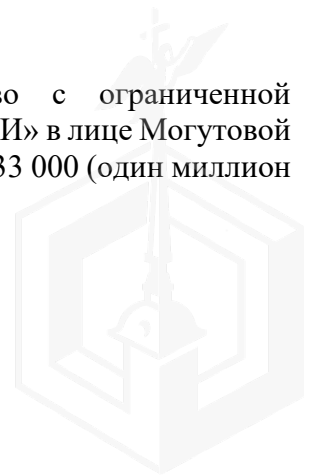 во с ограниченной
И» в лице Могутовой
33 000 (один миллион